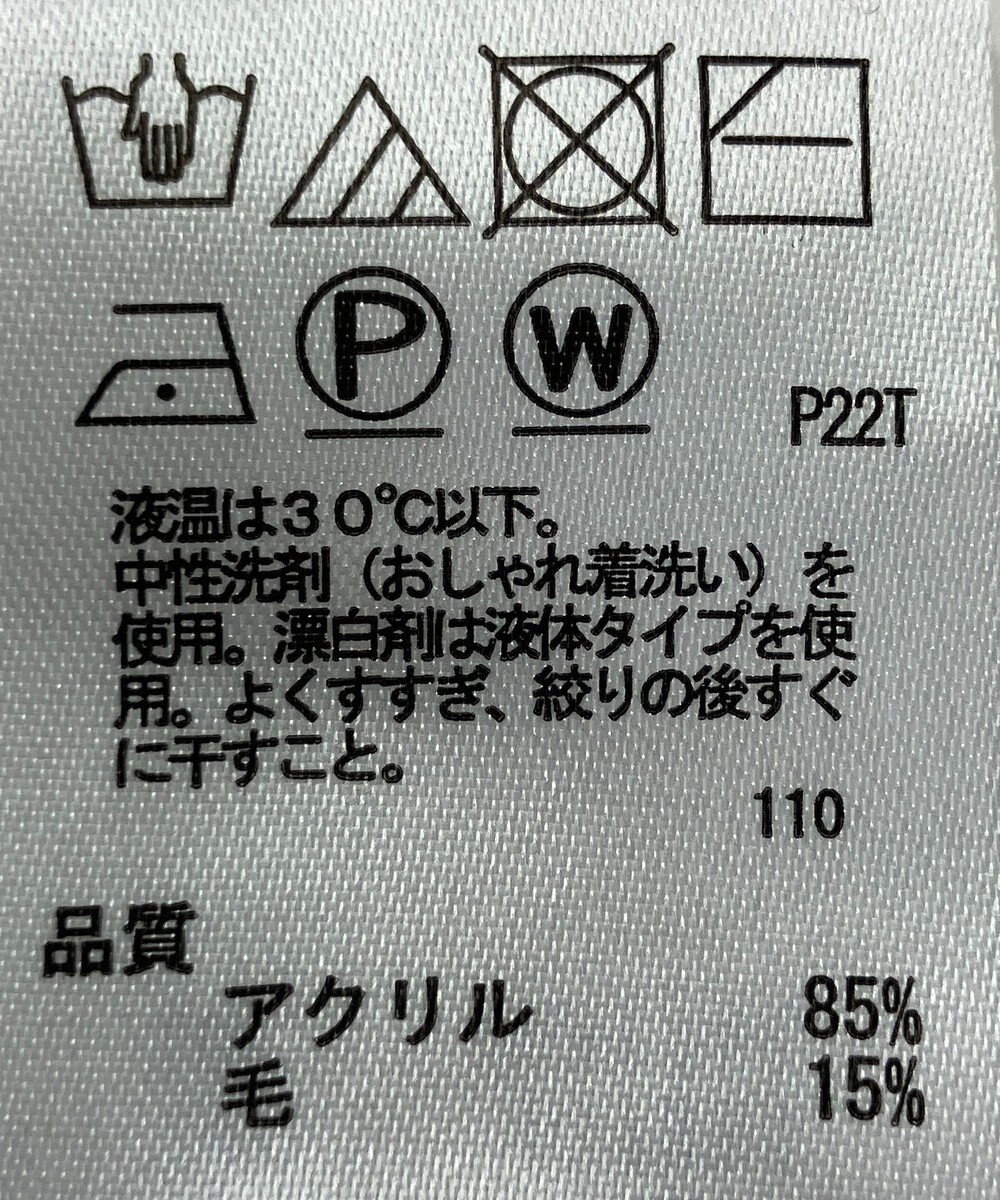 P
W
P22T
液温は30℃以下。
中性洗剤（おしゃれ着洗い）を
使用。漂白剤は液体タイプを使
用。よくすすぎ、絞りの後すぐ
に干すこと。
110
品質
アクリル 85%
毛 15%